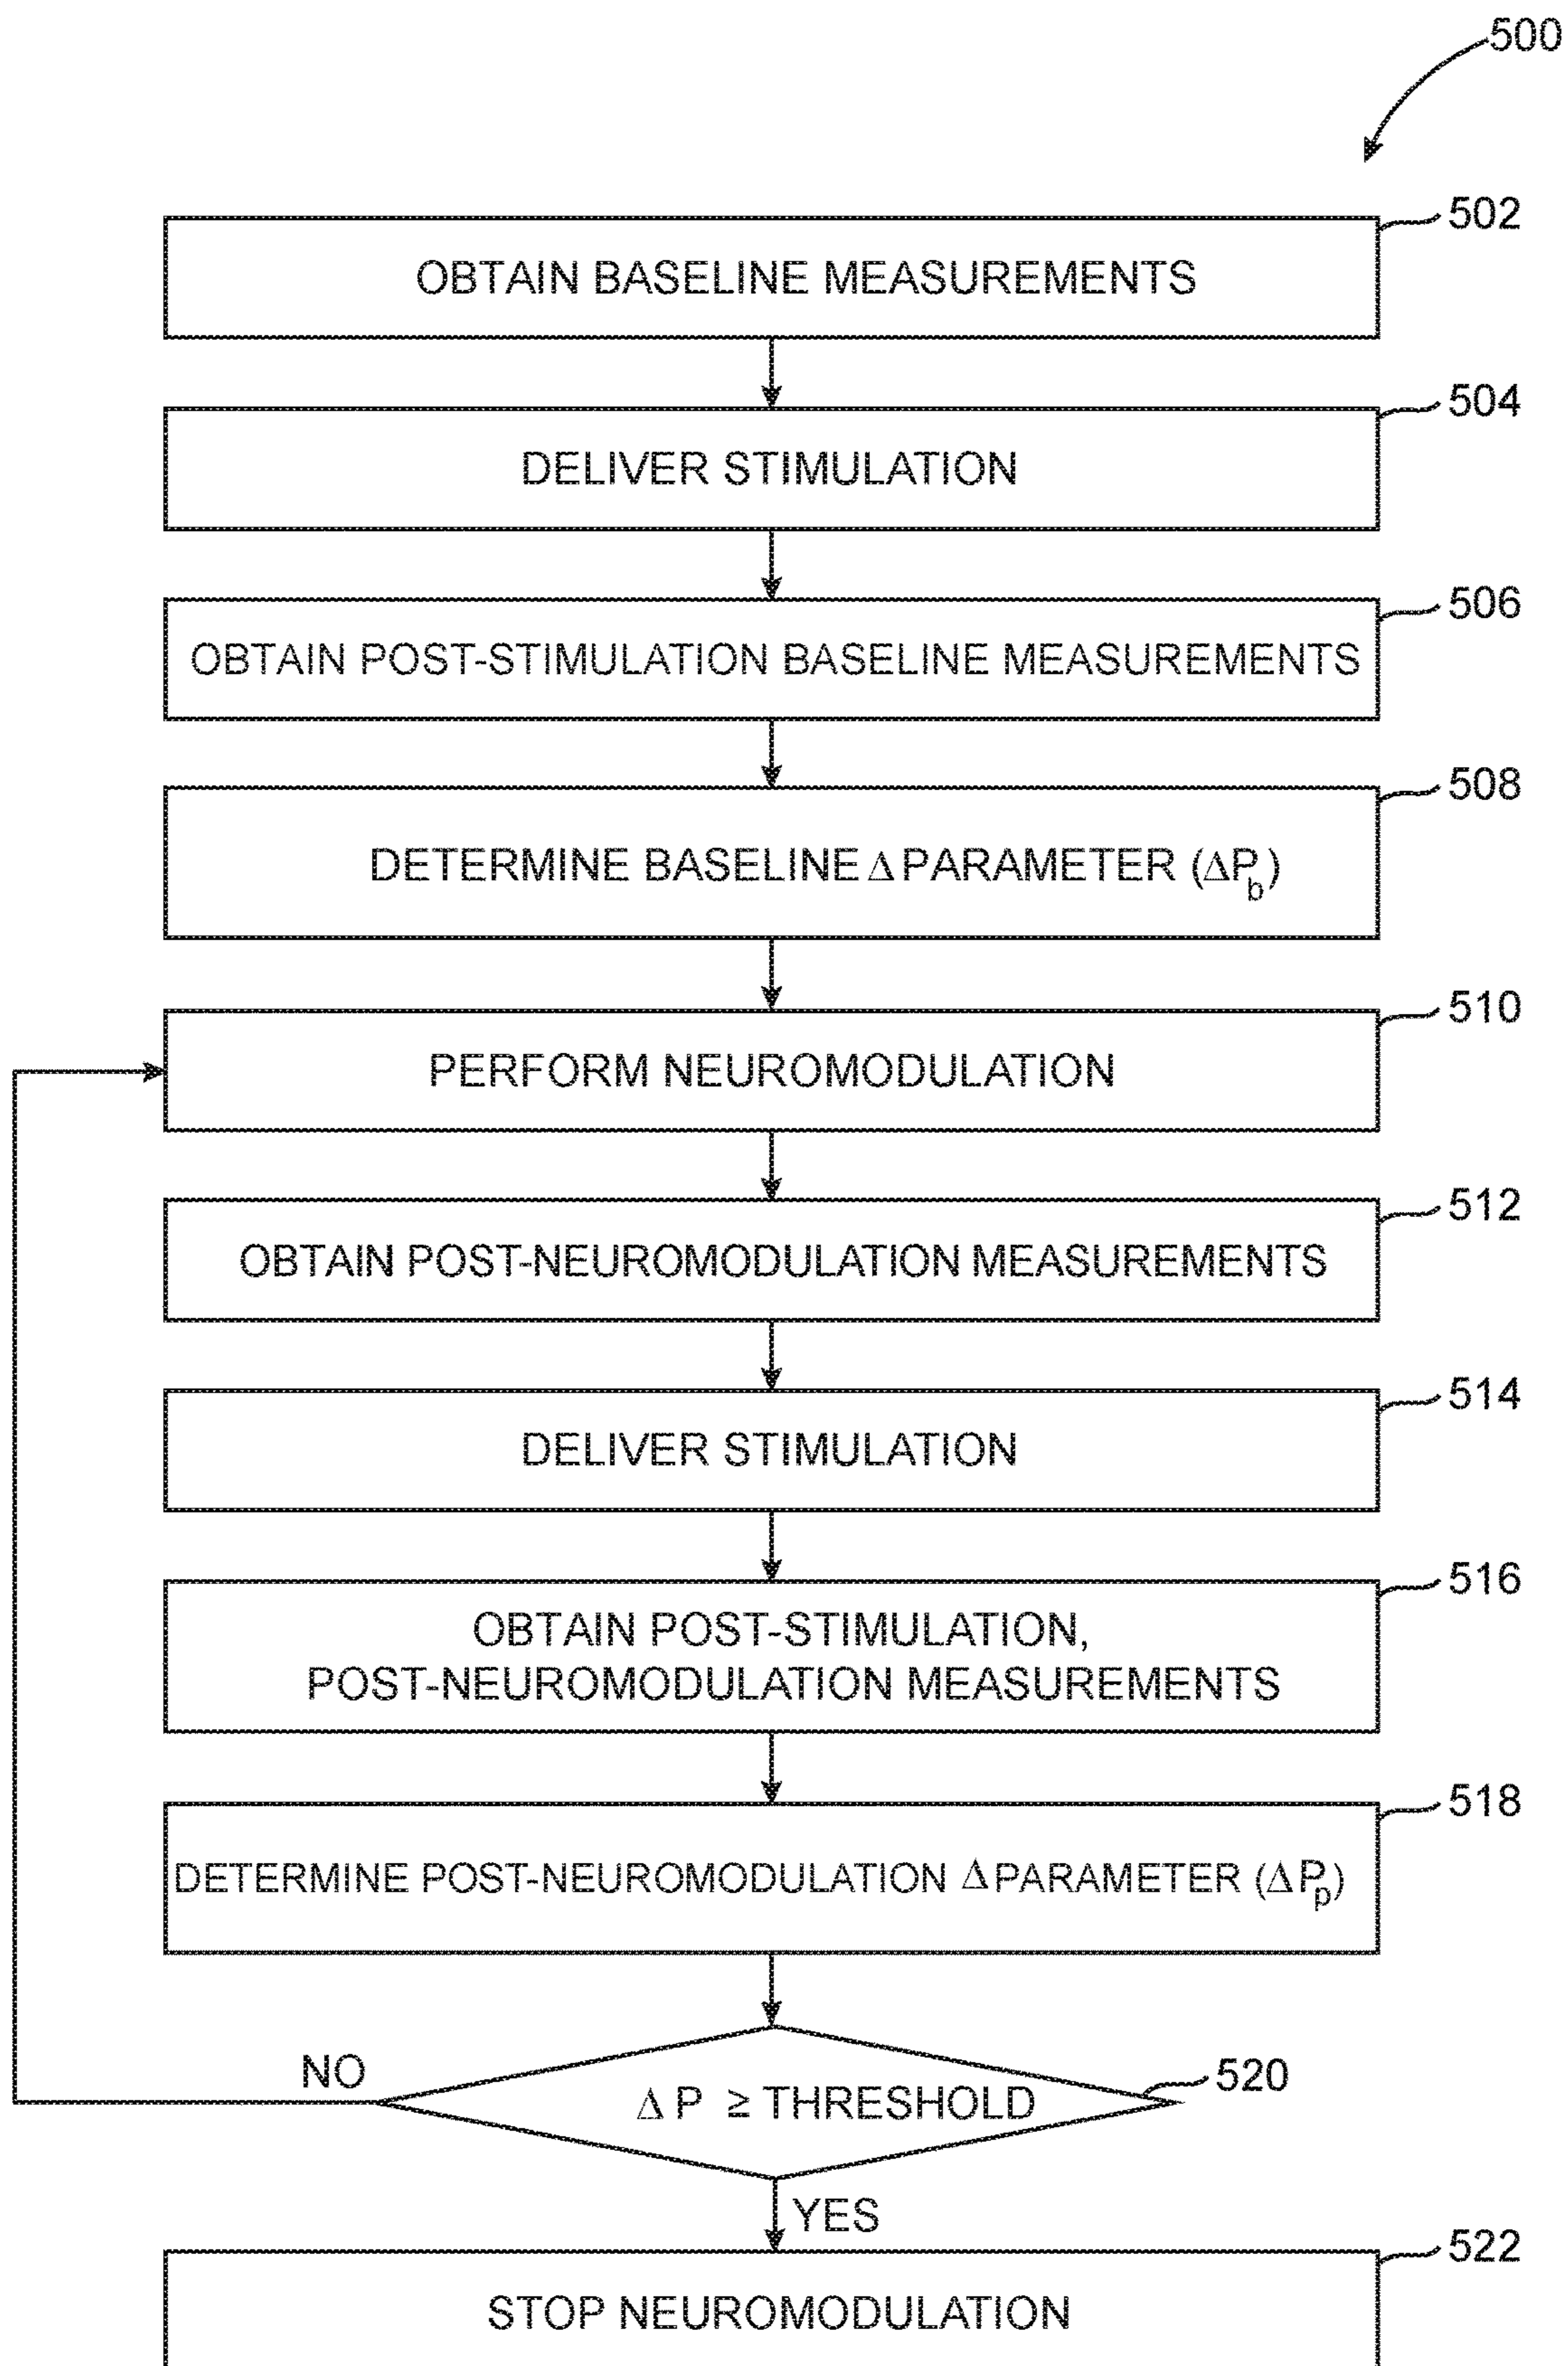 500
502
OBTAIN BASELINE MEASUREMENTS
504
DELIVER STIMULATION
506
OBTAIN POST-STIMULATION BASELINE MEASUREMENTS
508
DETERMINE BASELINE Δ PARAMETER (ΔPb)
510
PERFORM NEUROMODULATION
512
OBTAIN POST-NEUROMODULATION MEASUREMENTS
514
DELIVER STIMULATION
516
OBTAIN POST-STIMULATION,
POST-NEUROMODULATION MEASUREMENTS
518
DETERMINE POST-NEUROMODULATION Δ PARAMETER (ΔPp)
NO
520
Δ P ≥ THRESHOLD
YES
522
STOP NEUROMODULATION